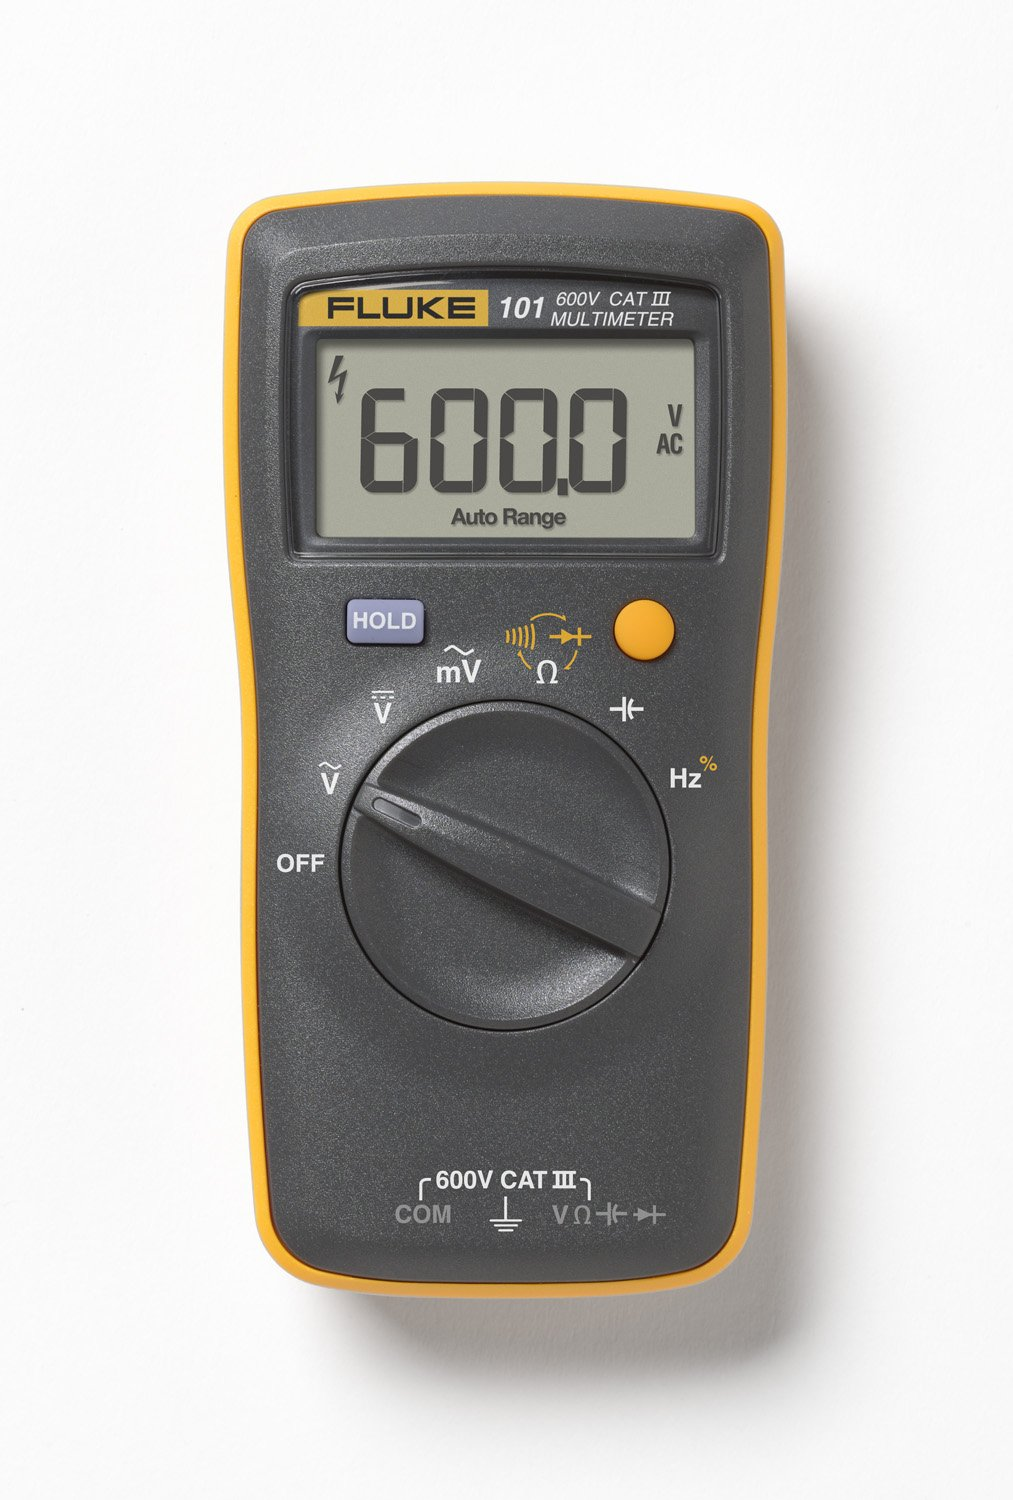 FLUKE 101 600V CAT III
MULTIMETER
600.0 V
AC
Auto Range
HOLD
mV
Ω
V
Hz%
V
OFF
600V CAT III
COM VΩ